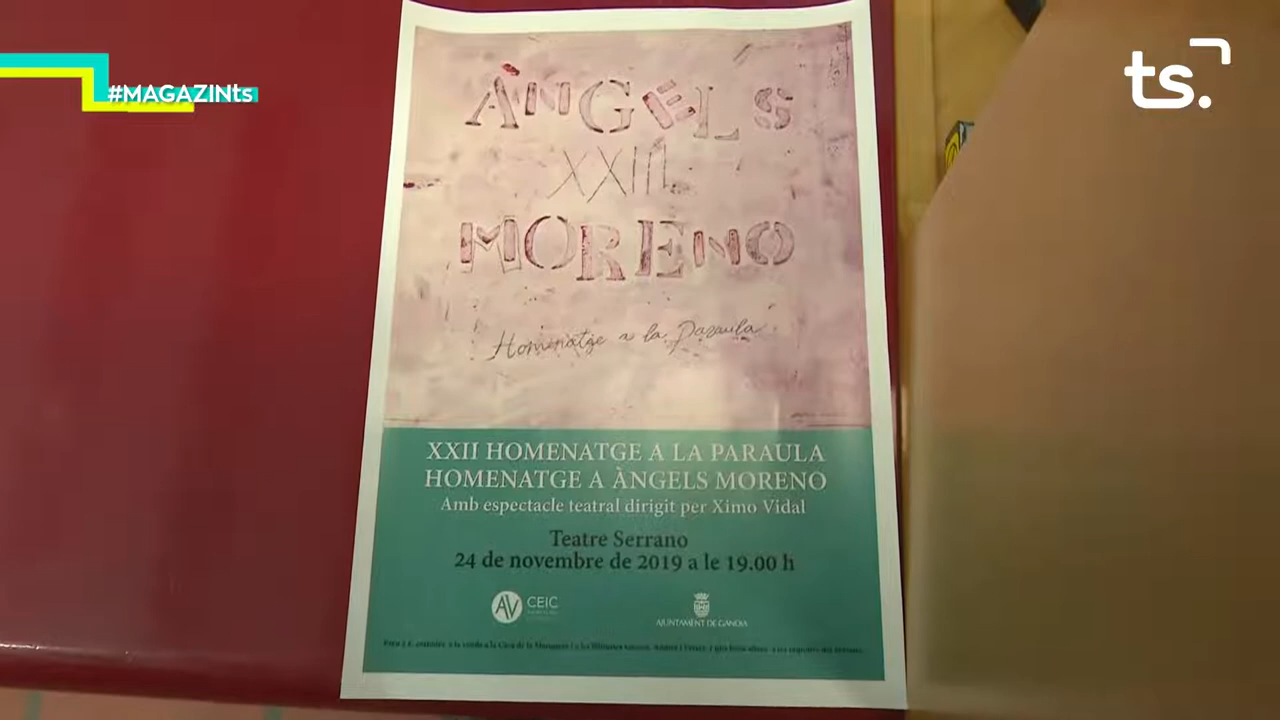 #MAGAZINts
ts.
ÀNGELS
XXII
MORENO
Homenatge a la Paraula
XXII HOMENATGE A LA PARAULA
HOMENATGE A ÀNGELS MORENO
Amb espectacle teatral dirigit per Ximo Vidal
Teatre Serrano
24 de novembre de 2019 a le 19.00 h
AV CEIC
AJUNTAMENT DE GANDIA